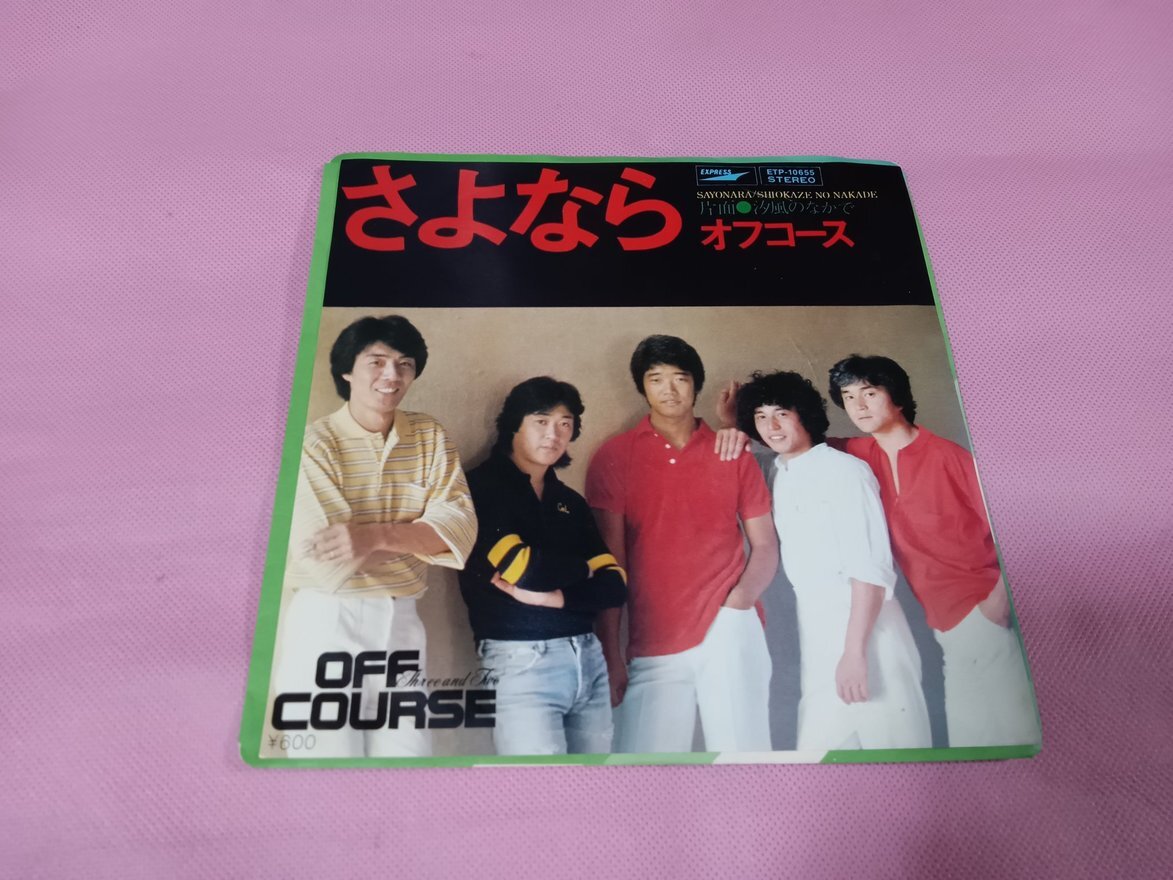 さよなら
EXPRESS
ETP-10655
STEREO
SAYONARA/SHIOKAZE NO NAKADE
片面●汐風のなかで
オフコース
OFF
Three and Two
COURSE
¥600